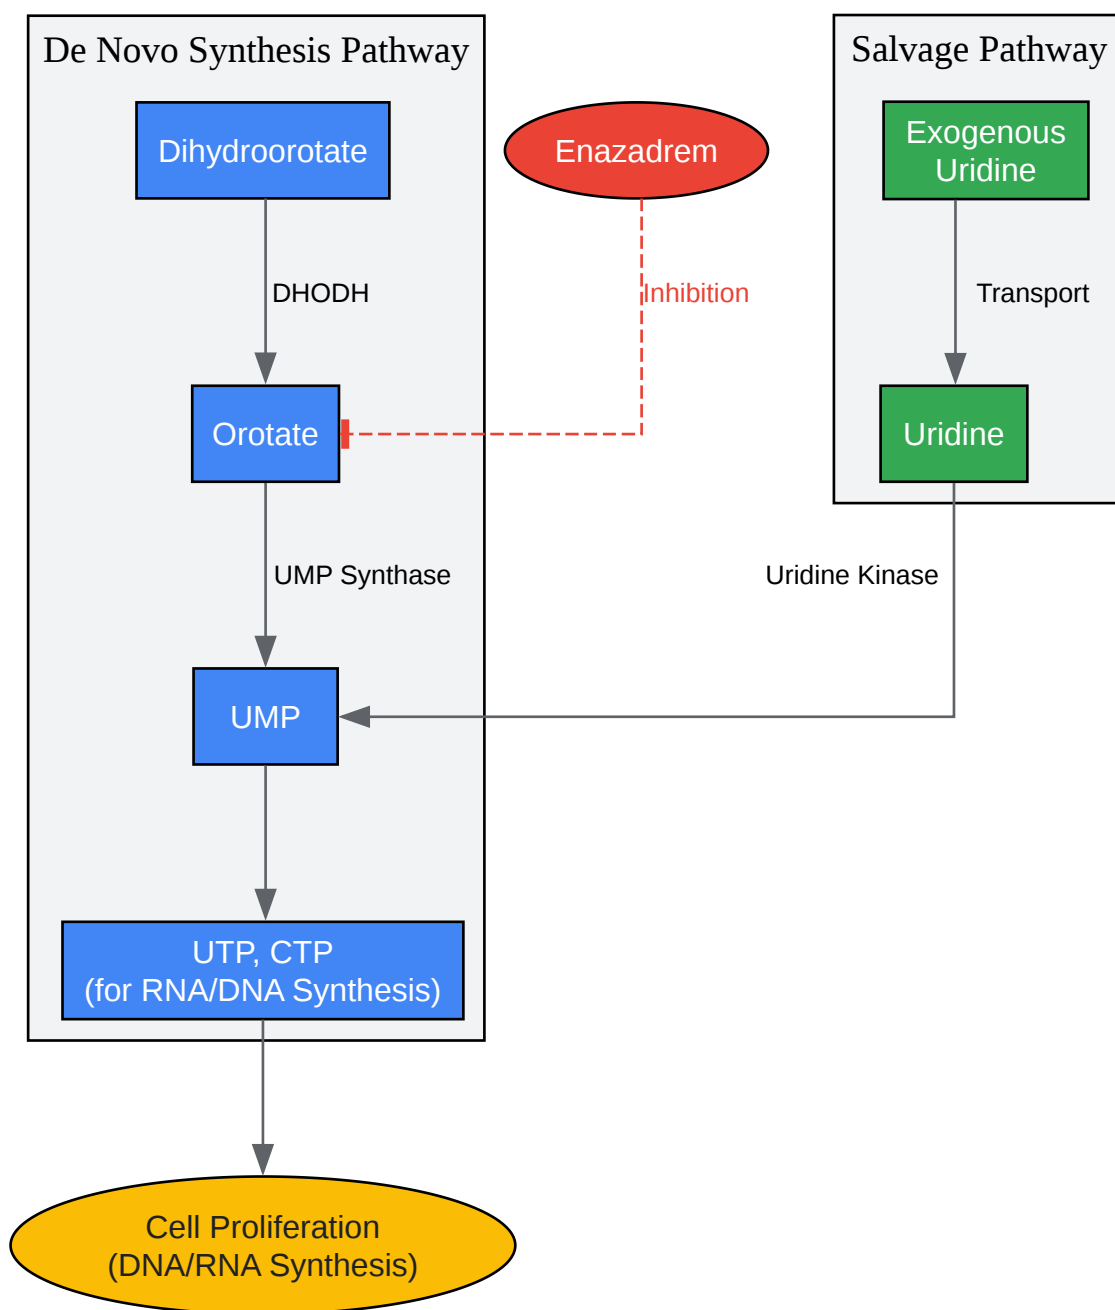 De Novo Synthesis Pathway
Salvage Pathway
Dihydroorotate
Enazadrem
Exogenous
Uridine
DHODH
Inhibition
Transport
Orotate
Uridine
UMP Synthase
Uridine Kinase
UMP
UTP, CTP
(for RNA/DNA Synthesis)
Cell Proliferation
(DNA/RNA Synthesis)